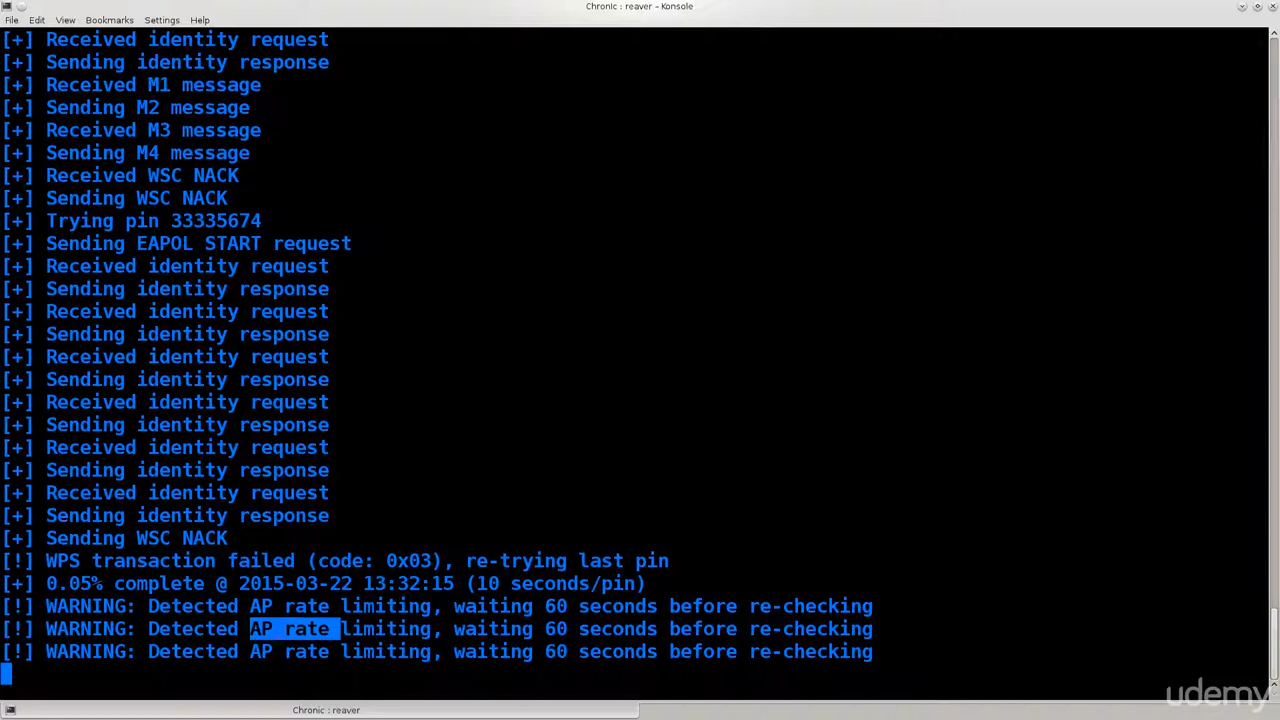 Chronic : reaver – Konsole
File Edit View Bookmarks Settings Help
[+] Received identity request
[+] Sending identity response
[+] Received M1 message
[+] Sending M2 message
[+] Received M3 message
[+] Sending M4 message
[+] Received WSC NACK
[+] Sending WSC NACK
[+] Trying pin 33335674
[+] Sending EAPOL START request
[+] Received identity request
[+] Sending identity response
[+] Received identity request
[+] Sending identity response
[+] Received identity request
[+] Sending identity response
[+] Received identity request
[+] Sending identity response
[+] Received identity request
[+] Sending identity response
[+] Received identity request
[+] Sending identity response
[+] Sending WSC NACK
[!] WPS transaction failed (code: 0x03), re-trying last pin
[+] 0.05% complete @ 2015-03-22 13:32:15 (10 seconds/pin)
[!] WARNING: Detected AP rate limiting, waiting 60 seconds before re-checking
[!] WARNING: Detected AP rate limiting, waiting 60 seconds before re-checking
[!] WARNING: Detected AP rate limiting, waiting 60 seconds before re-checking
Chronic : reaver
udemy